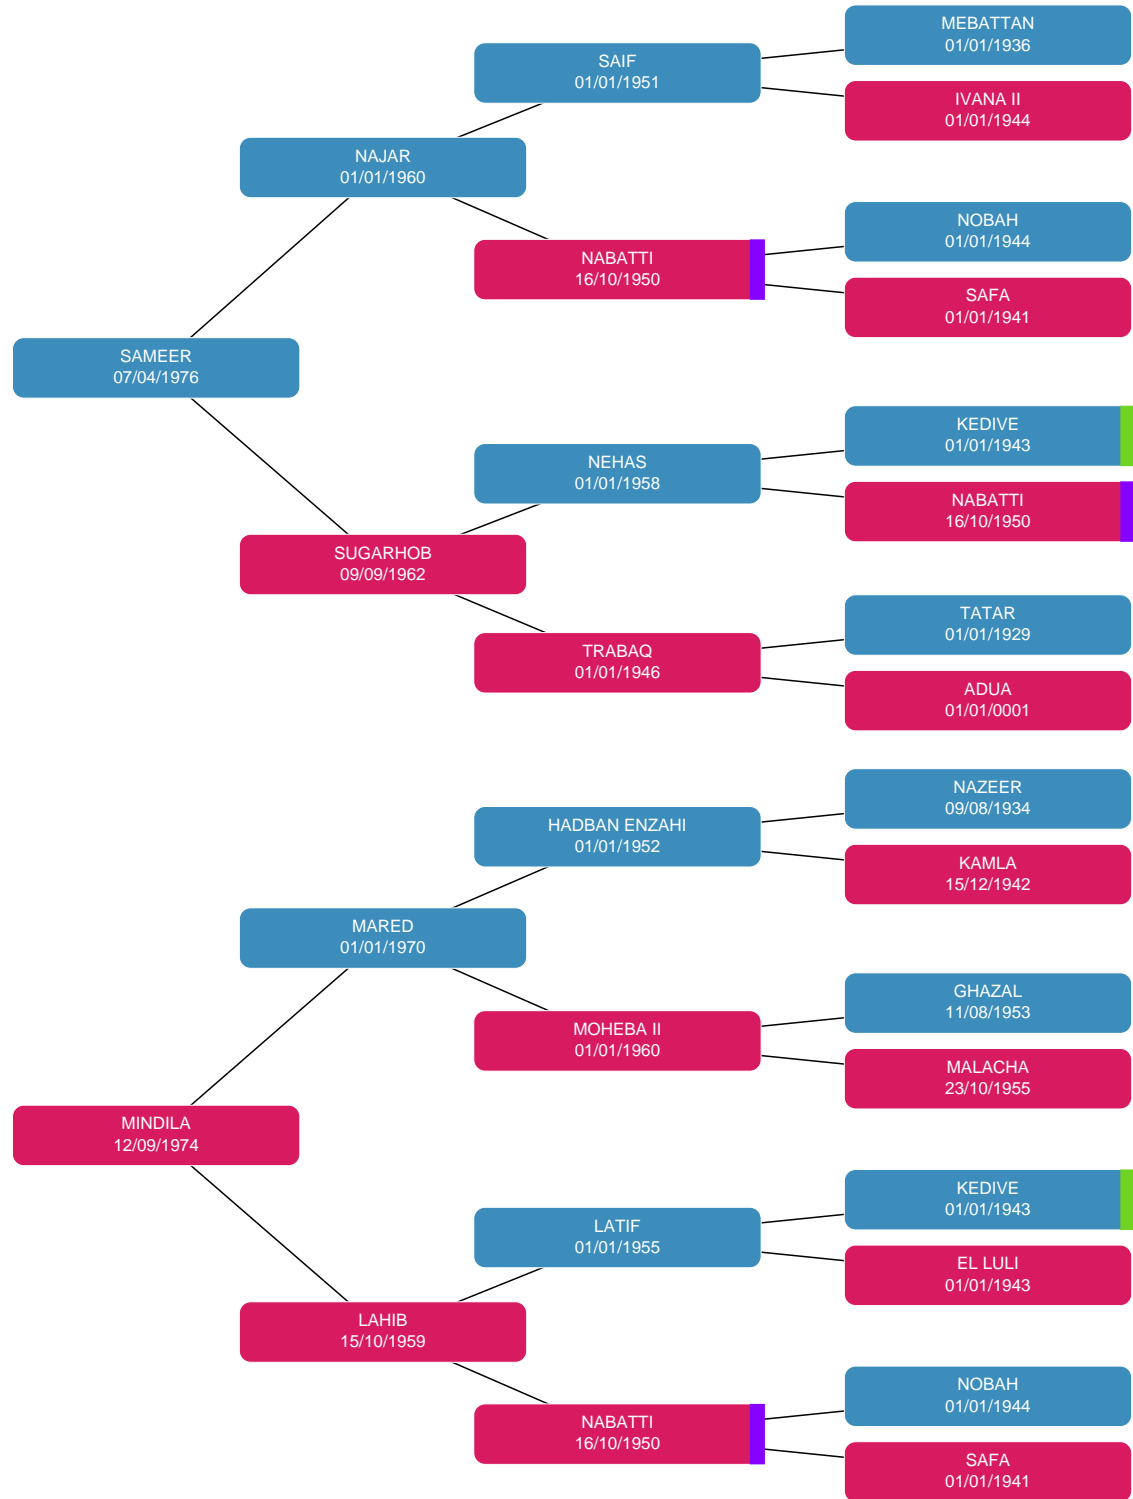 MEBATTAN
01/01/1936
SAIF
01/01/1951
IVANA II
01/01/1944
NAJAR
01/01/1960
NOBAH
01/01/1944
NABATTI
16/10/1950
SAFA
01/01/1941
SAMEER
07/04/1976
KEDIVE
01/01/1943
NEHAS
01/01/1958
NABATTI
16/10/1950
SUGARHOB
09/09/1962
TATAR
01/01/1929
TRABAQ
01/01/1946
ADUA
01/01/0001
NAZEER
09/08/1934
HADBAN ENZAHI
01/01/1952
KAMLA
15/12/1942
MARED
01/01/1970
GHAZAL
11/08/1953
MOHEBA II
01/01/1960
MALACHA
23/10/1955
MINDILA
12/09/1974
KEDIVE
01/01/1943
LATIF
01/01/1955
EL LULI
01/01/1943
LAHIB
15/10/1959
NOBAH
01/01/1944
NABATTI
16/10/1950
SAFA
01/01/1941